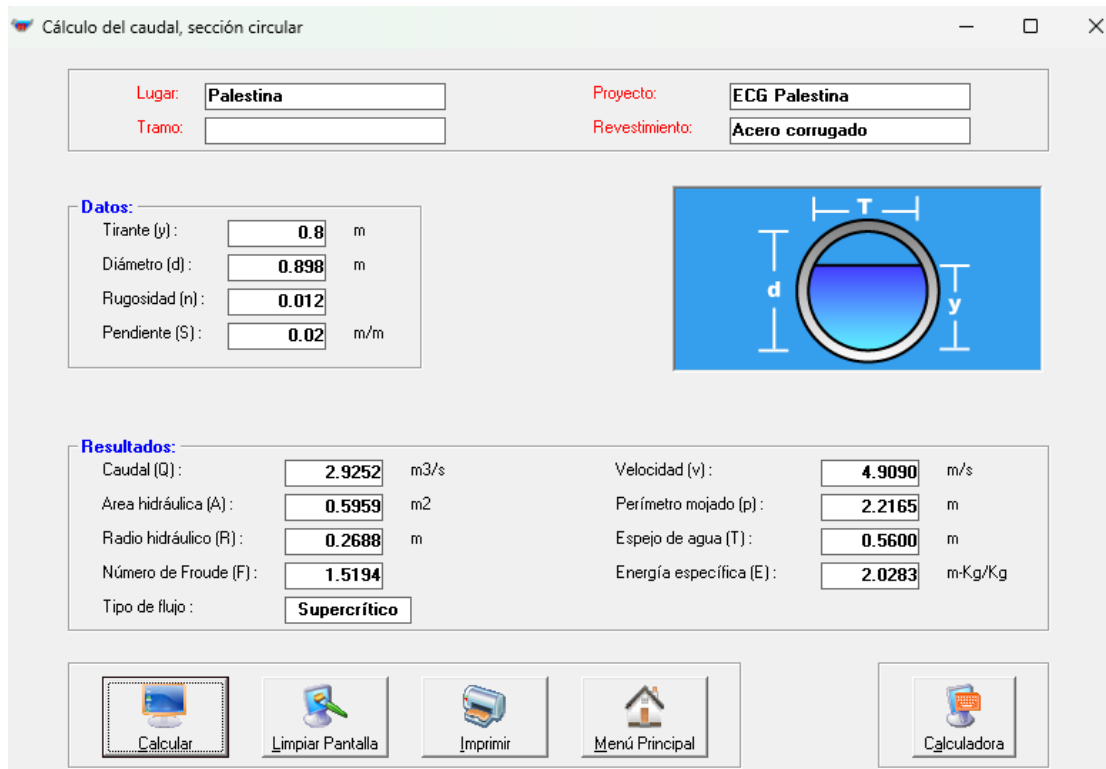 Cálculo del caudal, sección circular
Lugar: Palestina Proyecto: ECG Palestina
Tramo: Revestimiento: Acero corrugado
Datos:
Tirante (y) : 0.8 m
Diámetro (d) : 0.898 m
Rugosidad (n) : 0.012
Pendiente (S) : 0.02 m/m
T
d
y
Resultados:
Caudal (Q) : 2.9252 m3/s Velocidad (v) : 4.9090 m/s
Area hidráulica (A) : 0.5959 m2 Perímetro mojado (p) : 2.2165 m
Radio hidráulico (R) : 0.2688 m Espejo de agua (T) : 0.5600 m
Número de Froude (F) : 1.5194 Energía específica (E) : 2.0283 m-Kg/Kg
Tipo de flujo : Supercrítico
Calcular Limpiar Pantalla Imprimir Menú Principal Calculadora